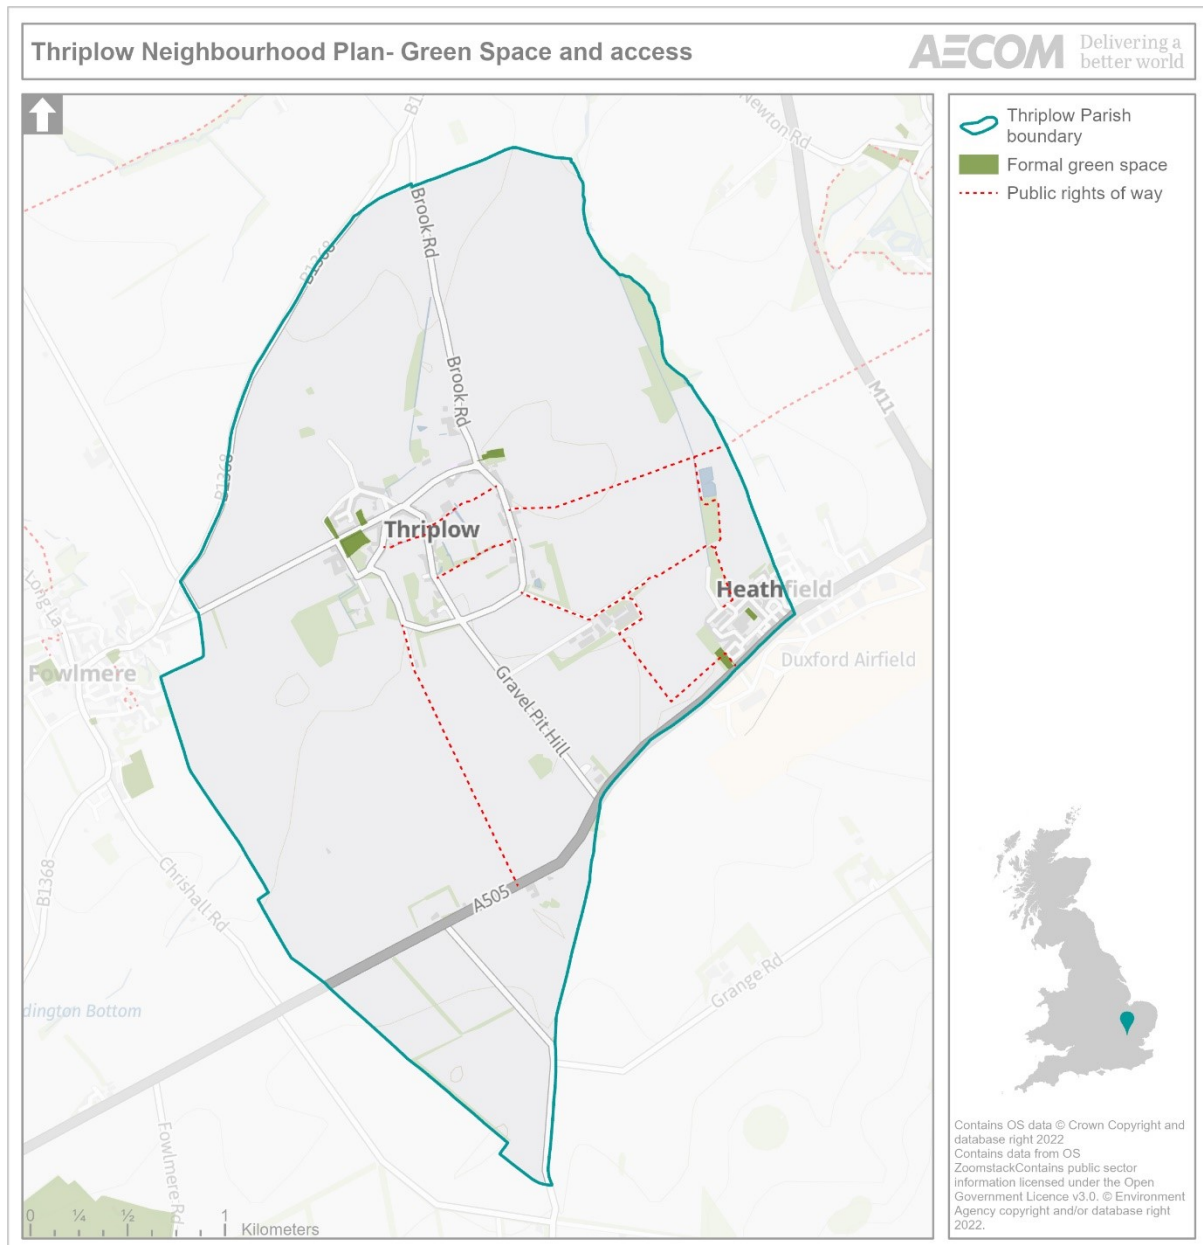 Thriplow Neighbourhood Plan- Green Space and access
AECOM
Delivering a
better world
Thriplow Parish
boundary
Formal green space
Public rights of way
B1
Newton Rd
Brook Rd
B1368
M11
Brook Rd
B1368
Thriplow
Heathfield
Long La
Fowlmere
Duxford Airfield
Gravel Pit Hill
B1368
Chrishall Rd
A505
Grange Rd
dington Bottom
Fowlmere Rd
0 ¼ ½ 1
Kilometers
Contains OS data © Crown Copyright and
database right 2022
Contains data from OS
ZoomstackContains public sector
information licensed under the Open
Government Licence v3.0. © Environment
Agency copyright and/or database right
2022.